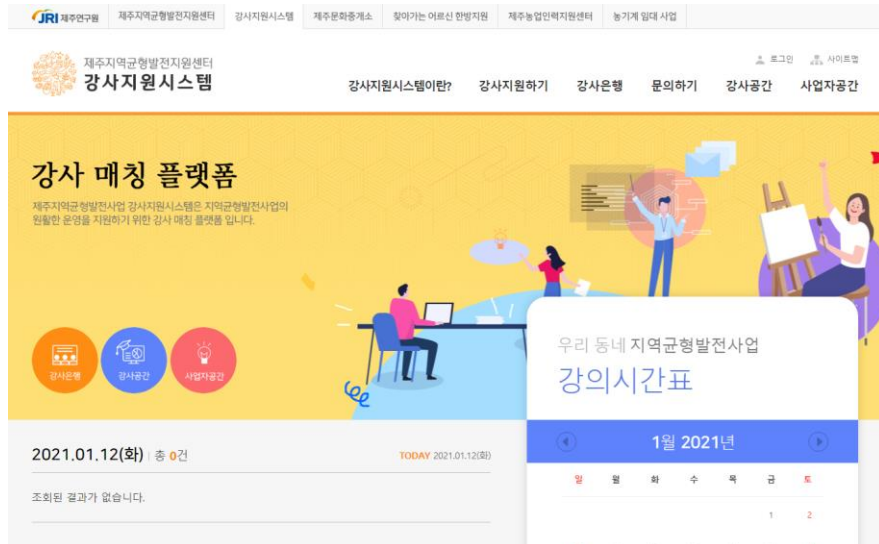 JRI 제주연구원 제주지역균형발전지원센터 강사지원시스템 제주문화중개소 찾아가는 어르신 한방지원 제주농업인력지원센터 농기계 임대 사업
로그인 사이트맵
제주지역균형발전지원센터
강사지원시스템
강사지원시스템이란? 강사지원하기 강사은행 문의하기 강사공간 사업자공간
강사 매칭 플랫폼
제주지역균형발전사업 강사지원시스템은 지역균형발전사업의
원활한 운영을 지원하기 위한 강사 매칭 플랫폼 입니다.
강사은행 강사공간 사업자공간
우리 동네 지역균형발전사업
강의시간표
1월 2021년
일 월 화 수 목 금 토
1 2
2021.01.12(화) 총 0건 TODAY 2021.01.12(화)
조회된 결과가 없습니다.